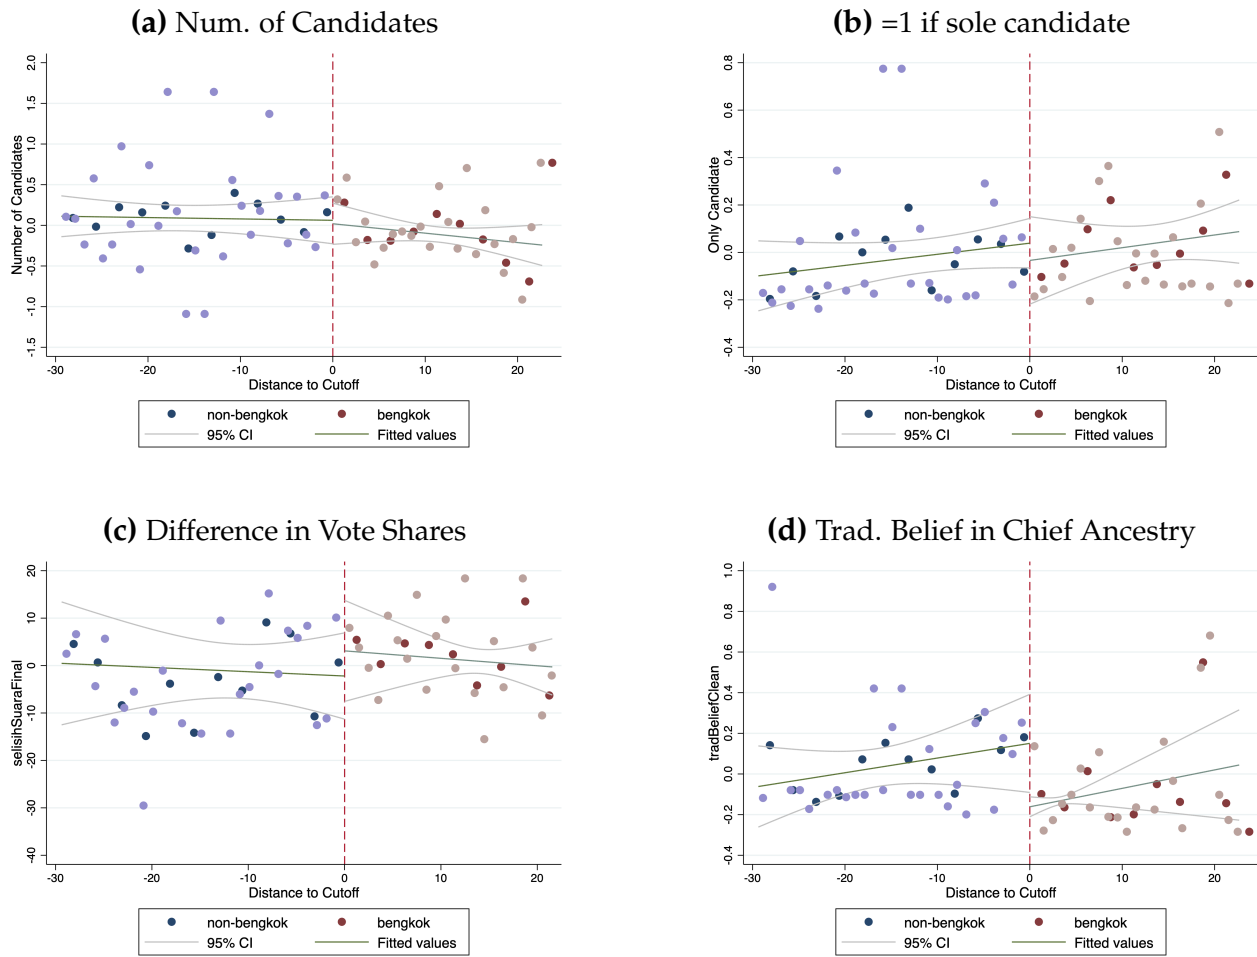 (a) Num. of Candidates
Number of Candidates
2.0
1.5
1.0
0.5
0.0
-0.5
-1.0
-1.5
-30
-20
-10
0
10
20
Distance to Cutoff
non-bengkok
bengkok
95% CI
Fitted values
(b) =1 if sole candidate
Only Candidate
0.8
0.6
0.4
0.2
0.0
-0.2
-0.4
-30
-20
-10
0
10
20
Distance to Cutoff
non-bengkok
bengkok
95% CI
Fitted values
(c) Difference in Vote Shares
selisihSuaraFinal
20
10
0
-10
-20
-30
-40
-30
-20
-10
0
10
20
Distance to Cutoff
non-bengkok
bengkok
95% CI
Fitted values
(d) Trad. Belief in Chief Ancestry
tradBeliefClean
1.0
0.8
0.6
0.4
0.2
0.0
-0.2
-0.4
-30
-20
-10
0
10
20
Distance to Cutoff
non-bengkok
bengkok
95% CI
Fitted values